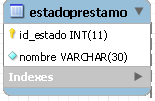 estadoprestamo
id_estado INT(11)
nombre VARCHAR(30)
Indexes